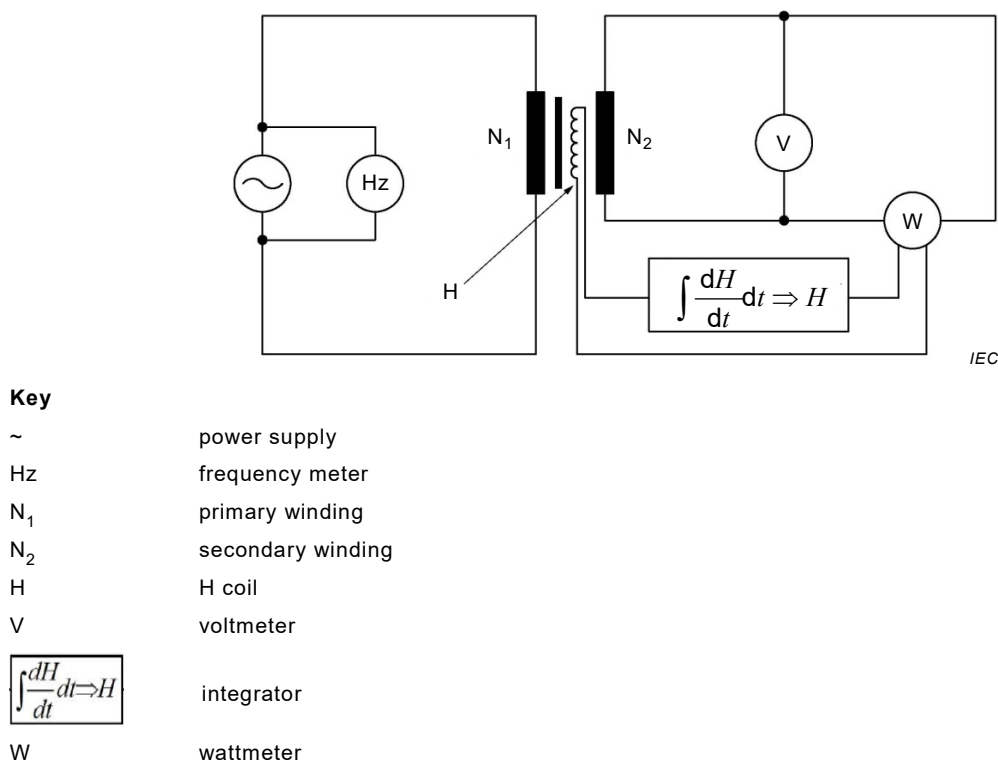 N1
N2
V
Hz
W
H
∫ dH/dt dt ⇒ H
IEC
Key
~ power supply
Hz frequency meter
N1 primary winding
N2 secondary winding
H H coil
V voltmeter
∫ dH/dt dt⇒H integrator
W wattmeter